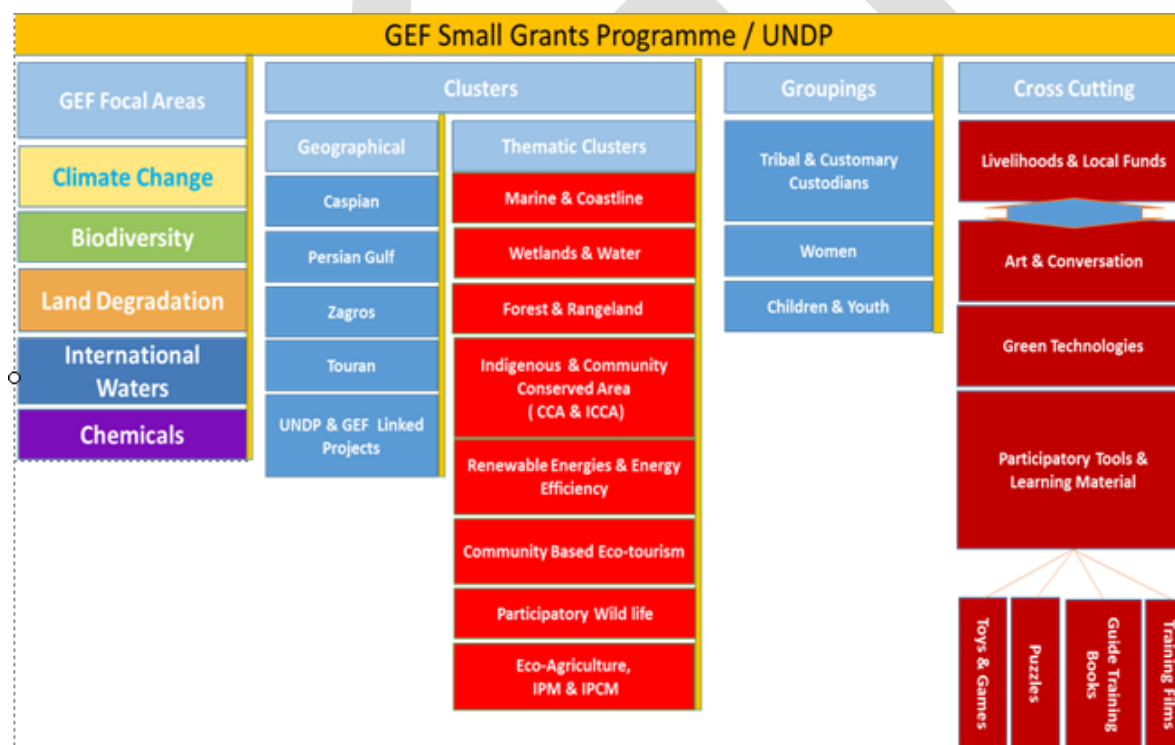 GEF Small Grants Programme / UNDP
GEF Focal Areas
Climate Change
Biodiversity
Land Degradation
International
Waters
Chemicals
Clusters
Geographical
Caspian
Persian Gulf
Zagros
Touran
UNDP & GEF Linked
Projects
Thematic Clusters
Marine & Coastline
Wetlands & Water
Forest & Rangeland
Indigenous & Community
Conserved Area
( CCA & ICCA)
Renewable Energies & Energy
Efficiency
Community Based Eco-tourism
Participatory Wild life
Eco-Agriculture,
IPM & IPCM
Groupings
Tribal & Customary
Custodians
Women
Children & Youth
Cross Cutting
Livelihoods & Local Funds
Art & Conversation
Green Technologies
Participatory Tools &
Learning Material
Toys & Games
Puzzles
Guide Training
Books
Training Films